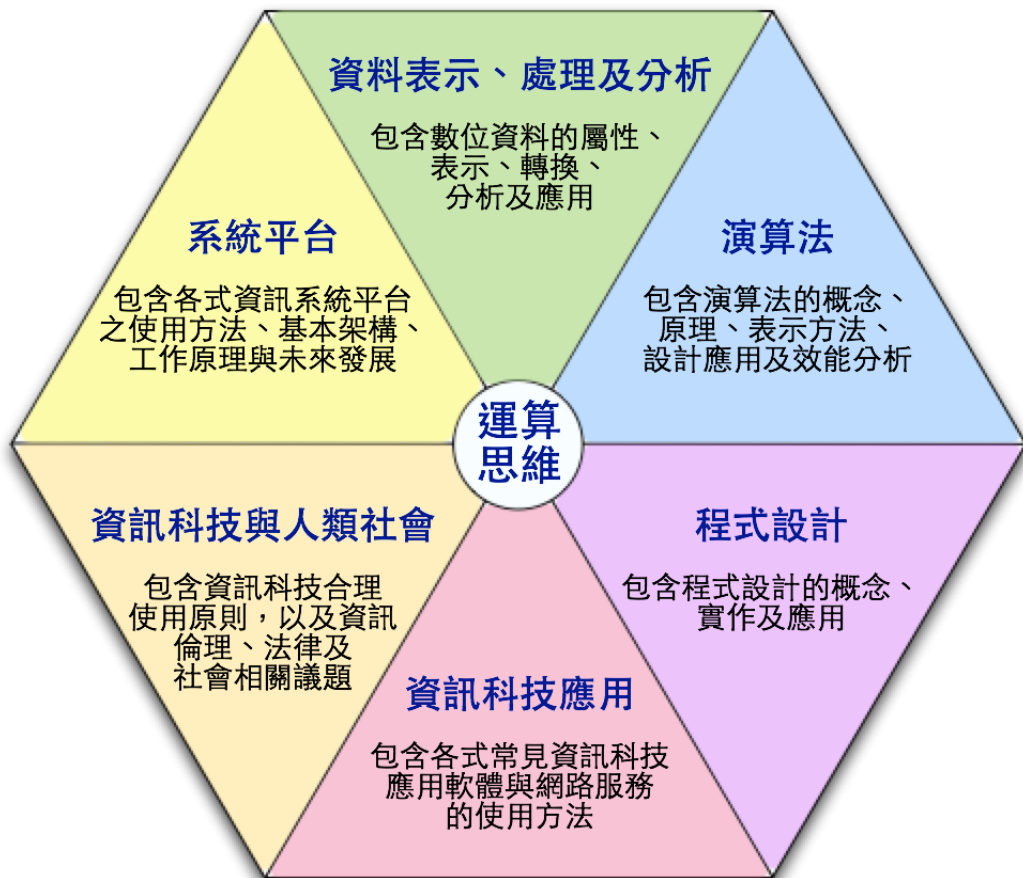 資料表示、處理及分析
包含數位資料的屬性、
表示、轉換、
分析及應用
系統平台
包含各式資訊系統平台
之使用方法、基本架構、
工作原理與未來發展
演算法
包含演算法的概念、
原理、表示方法、
設計應用及效能分析
運算
思維
資訊科技與人類社會
包含資訊科技合理
使用原則，以及資訊
倫理、法律及
社會相關議題
程式設計
包含程式設計的概念、
實作及應用
資訊科技應用
包含各式常見資訊科技
應用軟體與網路服務
的使用方法